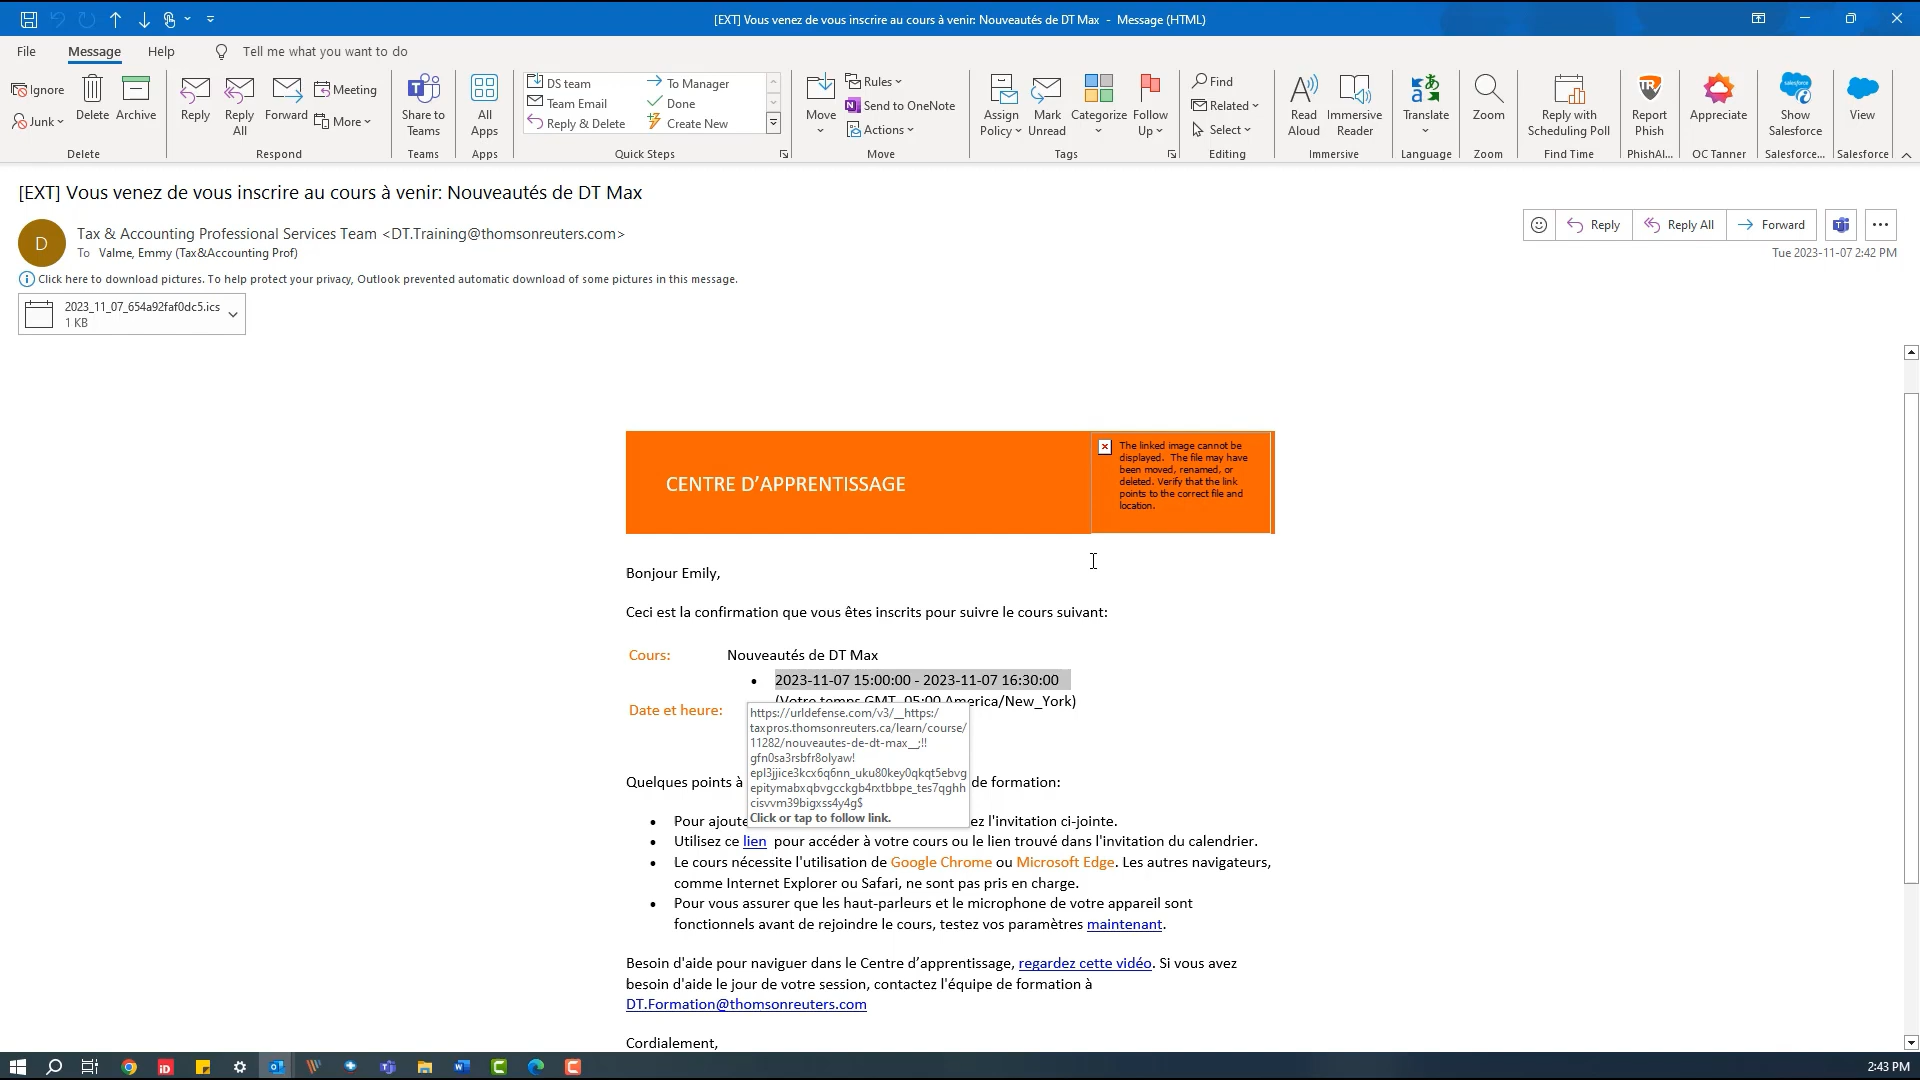 [EXT] Vous venez de vous inscrire au cours à venir: Nouveautés de DT Max  -  Message (HTML)
File
Message
Help
Tell me what you want to do
Ignore
Junk
Delete
Archive
Delete
Reply
Reply All
Forward
Meeting
More
Respond
Share to Teams
Teams
All Apps
Apps
DS team
To Manager
Team Email
Done
Reply & Delete
Create New
Quick Steps
Move
Rules
Send to OneNote
Actions
Move
Assign Policy
Mark Unread
Categorize
Follow Up
Tags
Find
Related
Select
Editing
Read Aloud
Immersive Reader
Immersive
Translate
Language
Zoom
Zoom
Reply with Scheduling Poll
Find Time
Report Phish
PhishAl...
Appreciate
OC Tanner
Show Salesforce
Salesforce...
View
Salesforce
[EXT] Vous venez de vous inscrire au cours à venir: Nouveautés de DT Max
D
Tax & Accounting Professional Services Team <DT.Training@thomsonreuters.com>
To Valme, Emmy (Tax&Accounting Prof)
Reply
Reply All
Forward
Tue 2023-11-07 2:42 PM
Click here to download pictures. To help protect your privacy, Outlook prevented automatic download of some pictures in this message.
2023_11_07_654a92faf0dc5.ics
1 KB
CENTRE D'APPRENTISSAGE
The linked image cannot be
displayed. The file may have
been moved, renamed, or
deleted. Verify that the link
points to the correct file and
location.
Bonjour Emily,
Ceci est la confirmation que vous êtes inscrits pour suivre le cours suivant:
Cours: Nouveautés de DT Max
• 2023-11-07 15:00:00 - 2023-11-07 16:30:00
(Votre temps GMT -05:00 America/New_York)
Date et heure:
https://urldefense.com/v3/__https:/
taxpros.thomsonreuters.ca/learn/course/
11282/nouveautes-de-dt-max__;!!
gfn0sa3rsbfr8olyaw!
epl3jjice3kcx6q6nn_uku80key0qkqt5ebvg
epitymabxqbvgcckgb4rxtbbpe_tes7qghh
cisvvm39bigxss4y4g$
Click or tap to follow link.
Quelques points à de formation:
• Pour ajoute ez l'invitation ci-jointe.
• Utilisez ce lien pour accéder à votre cours ou le lien trouvé dans l'invitation du calendrier.
• Le cours nécessite l'utilisation de Google Chrome ou Microsoft Edge. Les autres navigateurs,
comme Internet Explorer ou Safari, ne sont pas pris en charge.
• Pour vous assurer que les haut-parleurs et le microphone de votre appareil sont
fonctionnels avant de rejoindre le cours, testez vos paramètres maintenant.
Besoin d'aide pour naviguer dans le Centre d'apprentissage, regardez cette vidéo. Si vous avez
besoin d'aide le jour de votre session, contactez l'équipe de formation à
DT.Formation@thomsonreuters.com
Cordialement,
2:43 PM